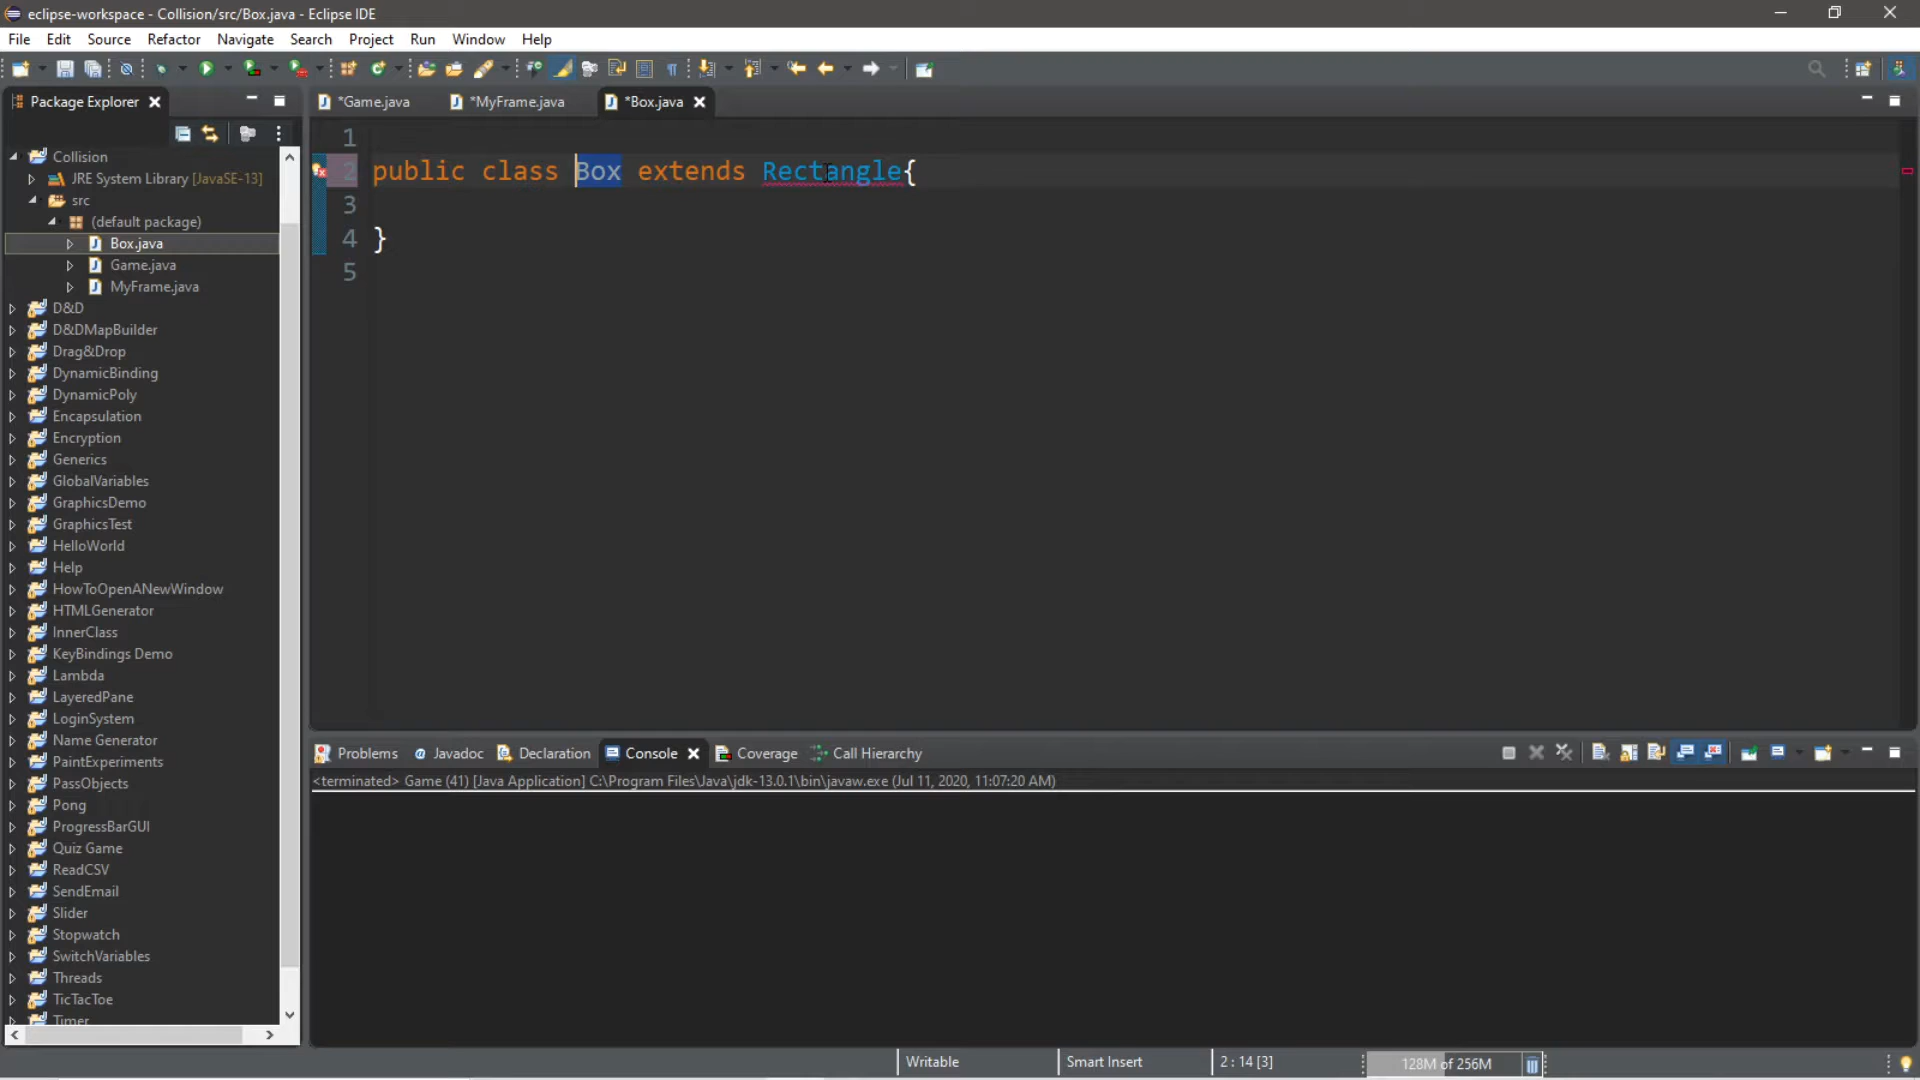 eclipse-workspace - Collision/src/Box.java - Eclipse IDE
File Edit Source Refactor Navigate Search Project Run Window Help
Package Explorer
*Game.java *MyFrame.java *Box.java
Collision
JRE System Library [JavaSE-13]
src
(default package)
Box.java
Game.java
MyFrame.java
D&D
D&DMapBuilder
Drag&Drop
DynamicBinding
DynamicPoly
Encapsulation
Encryption
Generics
GlobalVariables
GraphicsDemo
GraphicsTest
HelloWorld
Help
HowToOpenANewWindow
HTMLGenerator
InnerClass
KeyBindings Demo
Lambda
LayeredPane
LoginSystem
Name Generator
PaintExperiments
PassObjects
Pong
ProgressBarGUI
Quiz Game
ReadCSV
SendEmail
Slider
Stopwatch
SwitchVariables
Threads
TicTacToe
Timer
1
2 public class Box extends Rectangle{
3
4 }
5
Problems @ Javadoc Declaration Console Coverage Call Hierarchy
<terminated> Game (41) [Java Application] C:\Program Files\Java\jdk-13.0.1\bin\javaw.exe (Jul 11, 2020, 11:07:20 AM)
Writable Smart Insert 2 : 14 [3] 128M of 256M